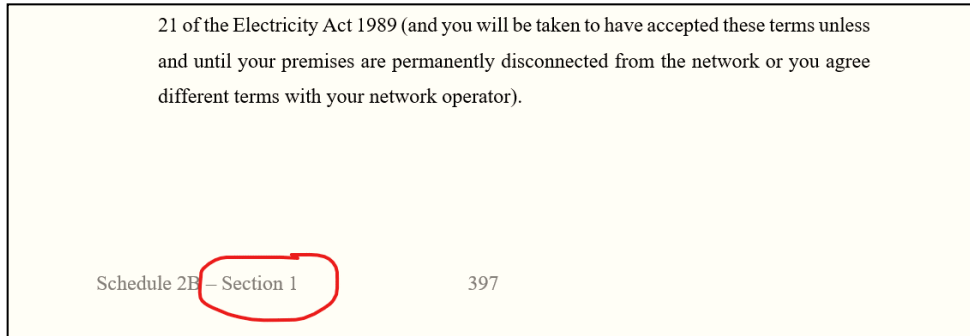 21 of the Electricity Act 1989 (and you will be taken to have accepted these terms unless
and until your premises are permanently disconnected from the network or you agree
different terms with your network operator).
Schedule 2B – Section 1 397